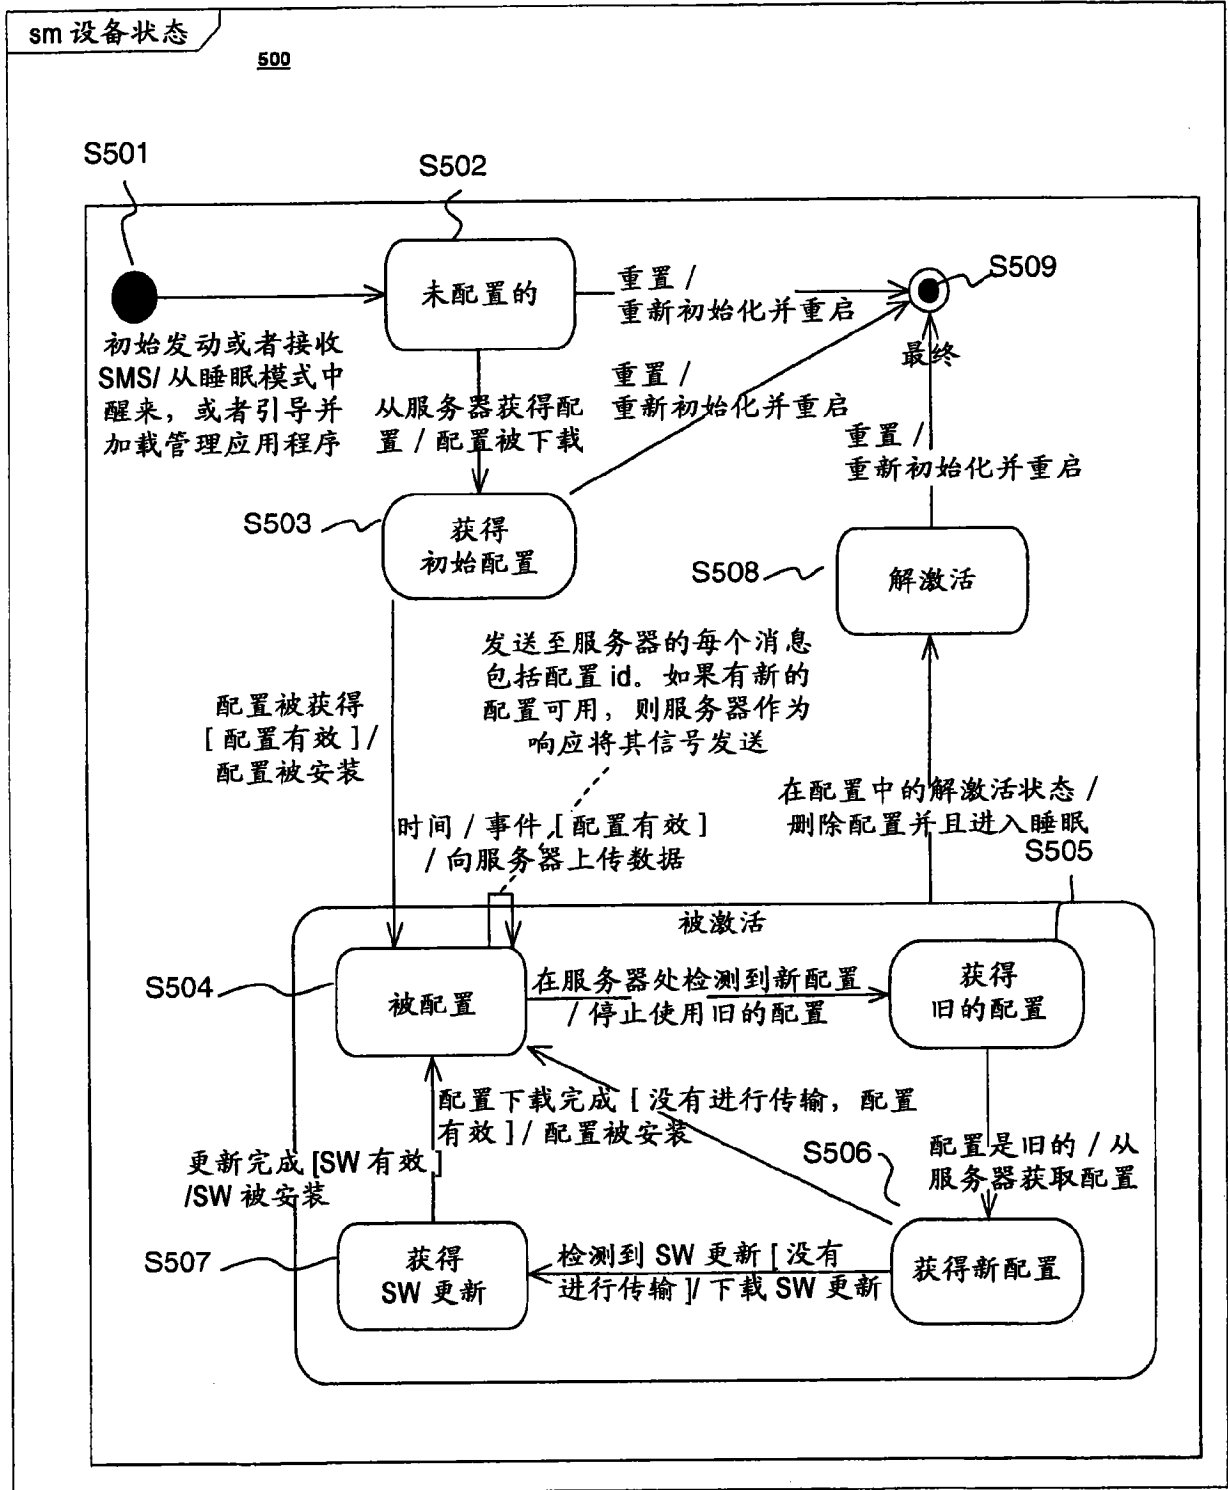 sm 设备状态
500
S501
S502
S509
未配置的
重置 /
重新初始化并重启
初始发动或者接收
SMS/ 从睡眠模式中
醒来，或者引导并
加载管理应用程序
最终
从服务器获得配
置 / 配置被下载
重置 /
重新初始化并重启
重置 /
重新初始化并重启
S503
获得
初始配置
S508
解激活
发送至服务器的每个消息
包括配置 id。如果有新的
配置可用，则服务器作为
响应将其信号发送
配置被获得
[ 配置有效 ] /
配置被安装
时间 / 事件 [ 配置有效 ]
/ 向服务器上传数据
在配置中的解激活状态 /
删除配置并且进入睡眠
S505
被激活
S504
被配置
在服务器处检测到新配置
/ 停止使用旧的配置
获得
旧的配置
配置下载完成 [ 没有进行传输，配置
有效 ] / 配置被安装
更新完成 [SW 有效 ]
/SW 被安装
S506
配置是旧的 / 从
服务器获取配置
S507
获得
SW 更新
检测到 SW 更新 [ 没有
进行传输 ]/ 下载 SW 更新
获得新配置